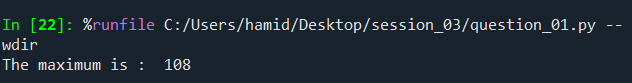 In [22]: %runfile C:/Users/hamid/Desktop/session_03/question_01.py --
wdir
The maximum is :  108